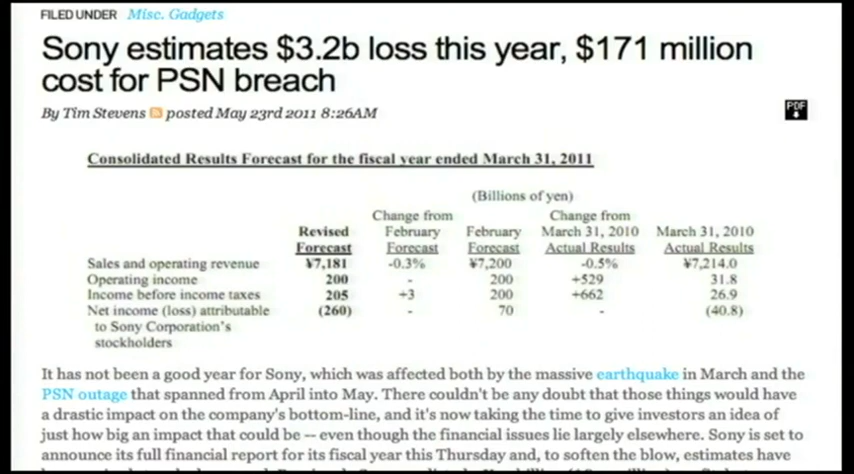 FILED UNDER Misc. Gadgets
Sony estimates $3.2b loss this year, $171 million
cost for PSN breach
By Tim Stevens posted May 23rd 2011 8:26AM
PDF
Consolidated Results Forecast for the fiscal year ended March 31, 2011
(Billions of yen)
Change from Change from
Revised February February March 31, 2010 March 31, 2010
Forecast Forecast Forecast Actual Results Actual Results
Sales and operating revenue ¥7,181 -0.3% ¥7,200 -0.5% ¥7,214.0
Operating income 200 - 200 +529 31.8
Income before income taxes 205 +3 200 +662 26.9
Net income (loss) attributable (260) - 70 - (40.8)
to Sony Corporation's
stockholders
It has not been a good year for Sony, which was affected both by the massive earthquake in March and the
PSN outage that spanned from April into May. There couldn't be any doubt that those things would have
a drastic impact on the company's bottom-line, and it's now taking the time to give investors an idea of
just how big an impact that could be -- even though the financial issues lie largely elsewhere. Sony is set to
announce its full financial report for its fiscal year this Thursday and, to soften the blow, estimates have